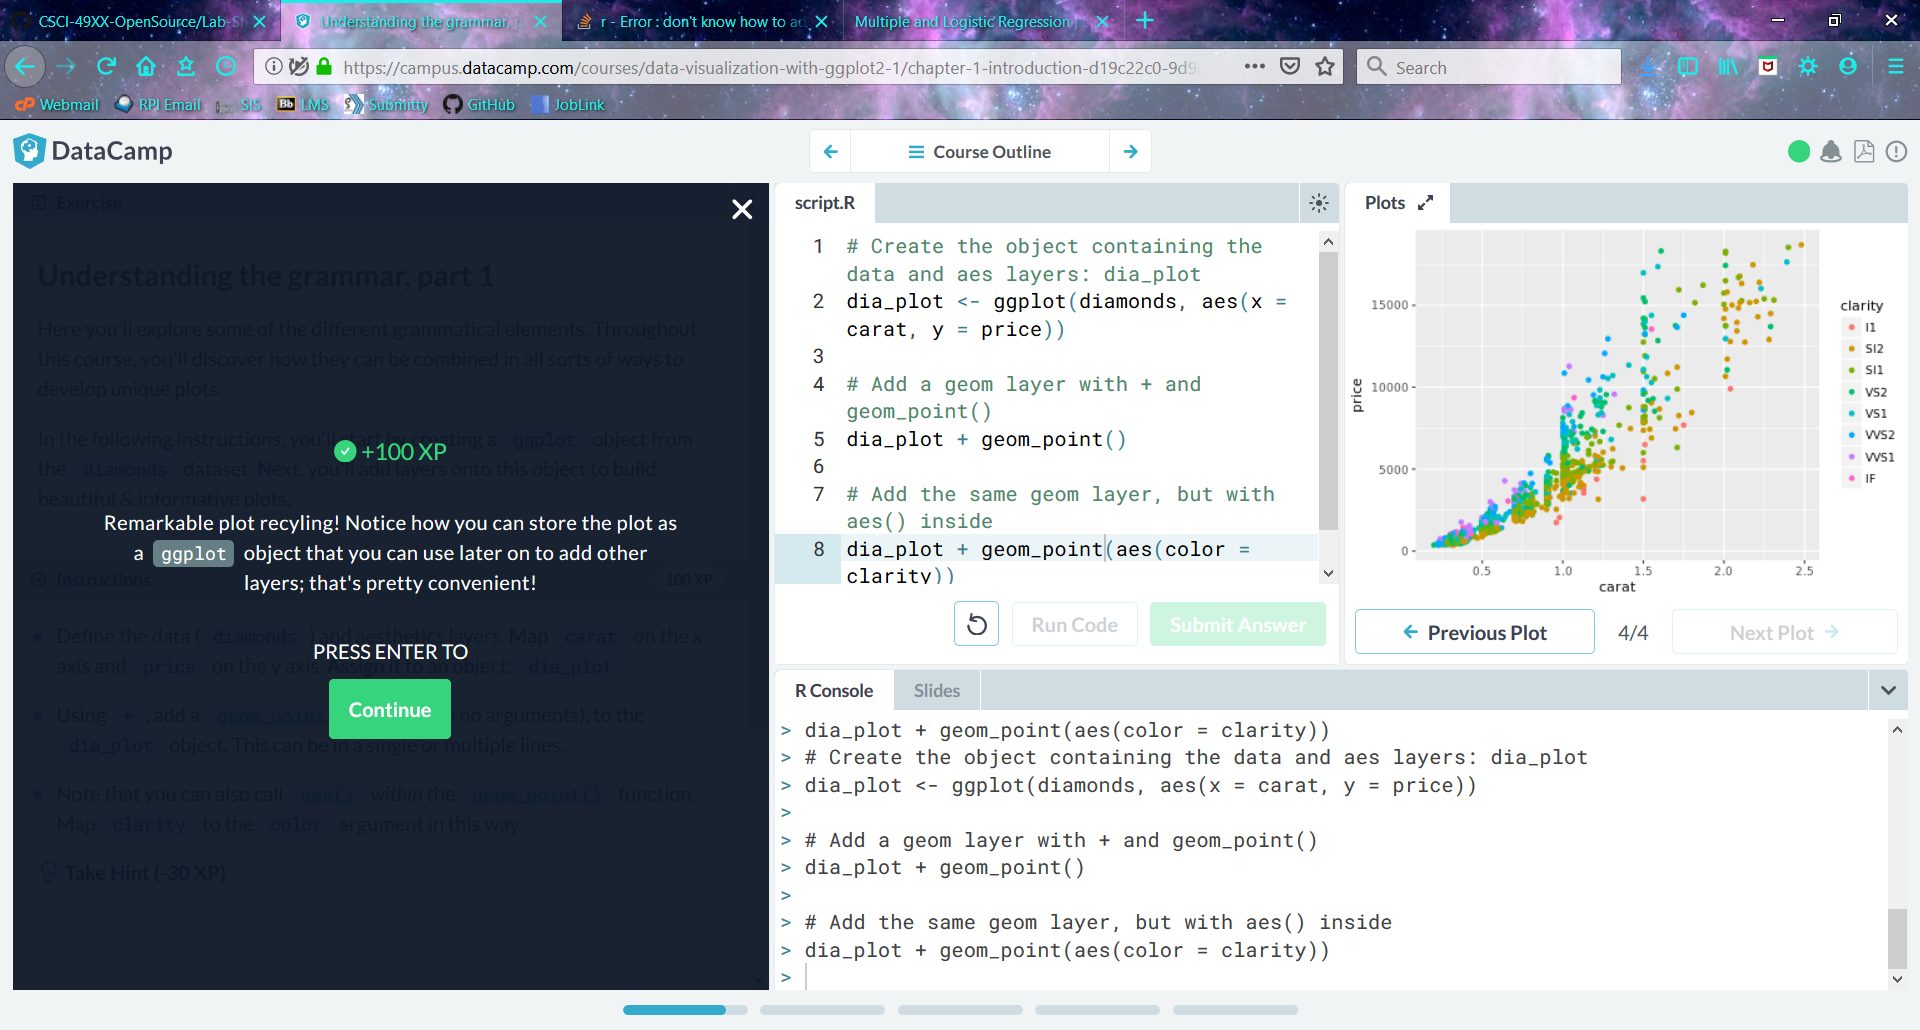 CSCI-49XX-OpenSource/Lab-S
Understanding the grammar, p
r - Error : don't know how to ad
Multiple and Logistic Regression |
https://campus.datacamp.com/courses/data-visualization-with-ggplot2-1/chapter-1-introduction-d19c22c0-9d9
Search
Webmail
RPI Email
SIS
Bb LMS
Submitty
GitHub
JobLink
DataCamp
Course Outline
Exercise
Understanding the grammar, part 1
Here you'll explore some of the different grammatical elements. Throughout
this course, you'll discover how they can be combined in all sorts of ways to
develop unique plots.
In the following instructions, you'll start by creating a ggplot object from
the diamonds dataset. Next, you'll add layers onto this object to build
beautiful & informative plots.
+100 XP
Remarkable plot recyling! Notice how you can store the plot as
a ggplot object that you can use later on to add other
layers; that's pretty convenient!
Instructions
100 XP
Define the data ( diamonds ) and aesthetics layers. Map carat on the x
axis and price on the y axis. Assign it to an object: dia_plot .
PRESS ENTER TO
Continue
Using + , add a geom_point no arguments), to the
dia_plot object. This can be in a single or multiple lines.
Note that you can also call aes() within the geom_point() function.
Map clarity to the color argument in this way.
Take Hint (-30 XP)
script.R
1 # Create the object containing the
data and aes layers: dia_plot
2 dia_plot <- ggplot(diamonds, aes(x =
carat, y = price))
3
4 # Add a geom layer with + and
geom_point()
5 dia_plot + geom_point()
6
7 # Add the same geom layer, but with
aes() inside
8 dia_plot + geom_point(aes(color =
clarity))
Run Code
Submit Answer
Plots
15000
10000
5000
0
price
0.5 1.0 1.5 2.0 2.5
carat
clarity
I1
SI2
SI1
VS2
VS1
VVS2
VVS1
IF
Previous Plot
4/4
Next Plot
R Console
Slides
> dia_plot + geom_point(aes(color = clarity))
> # Create the object containing the data and aes layers: dia_plot
> dia_plot <- ggplot(diamonds, aes(x = carat, y = price))
>
> # Add a geom layer with + and geom_point()
> dia_plot + geom_point()
>
> # Add the same geom layer, but with aes() inside
> dia_plot + geom_point(aes(color = clarity))
>